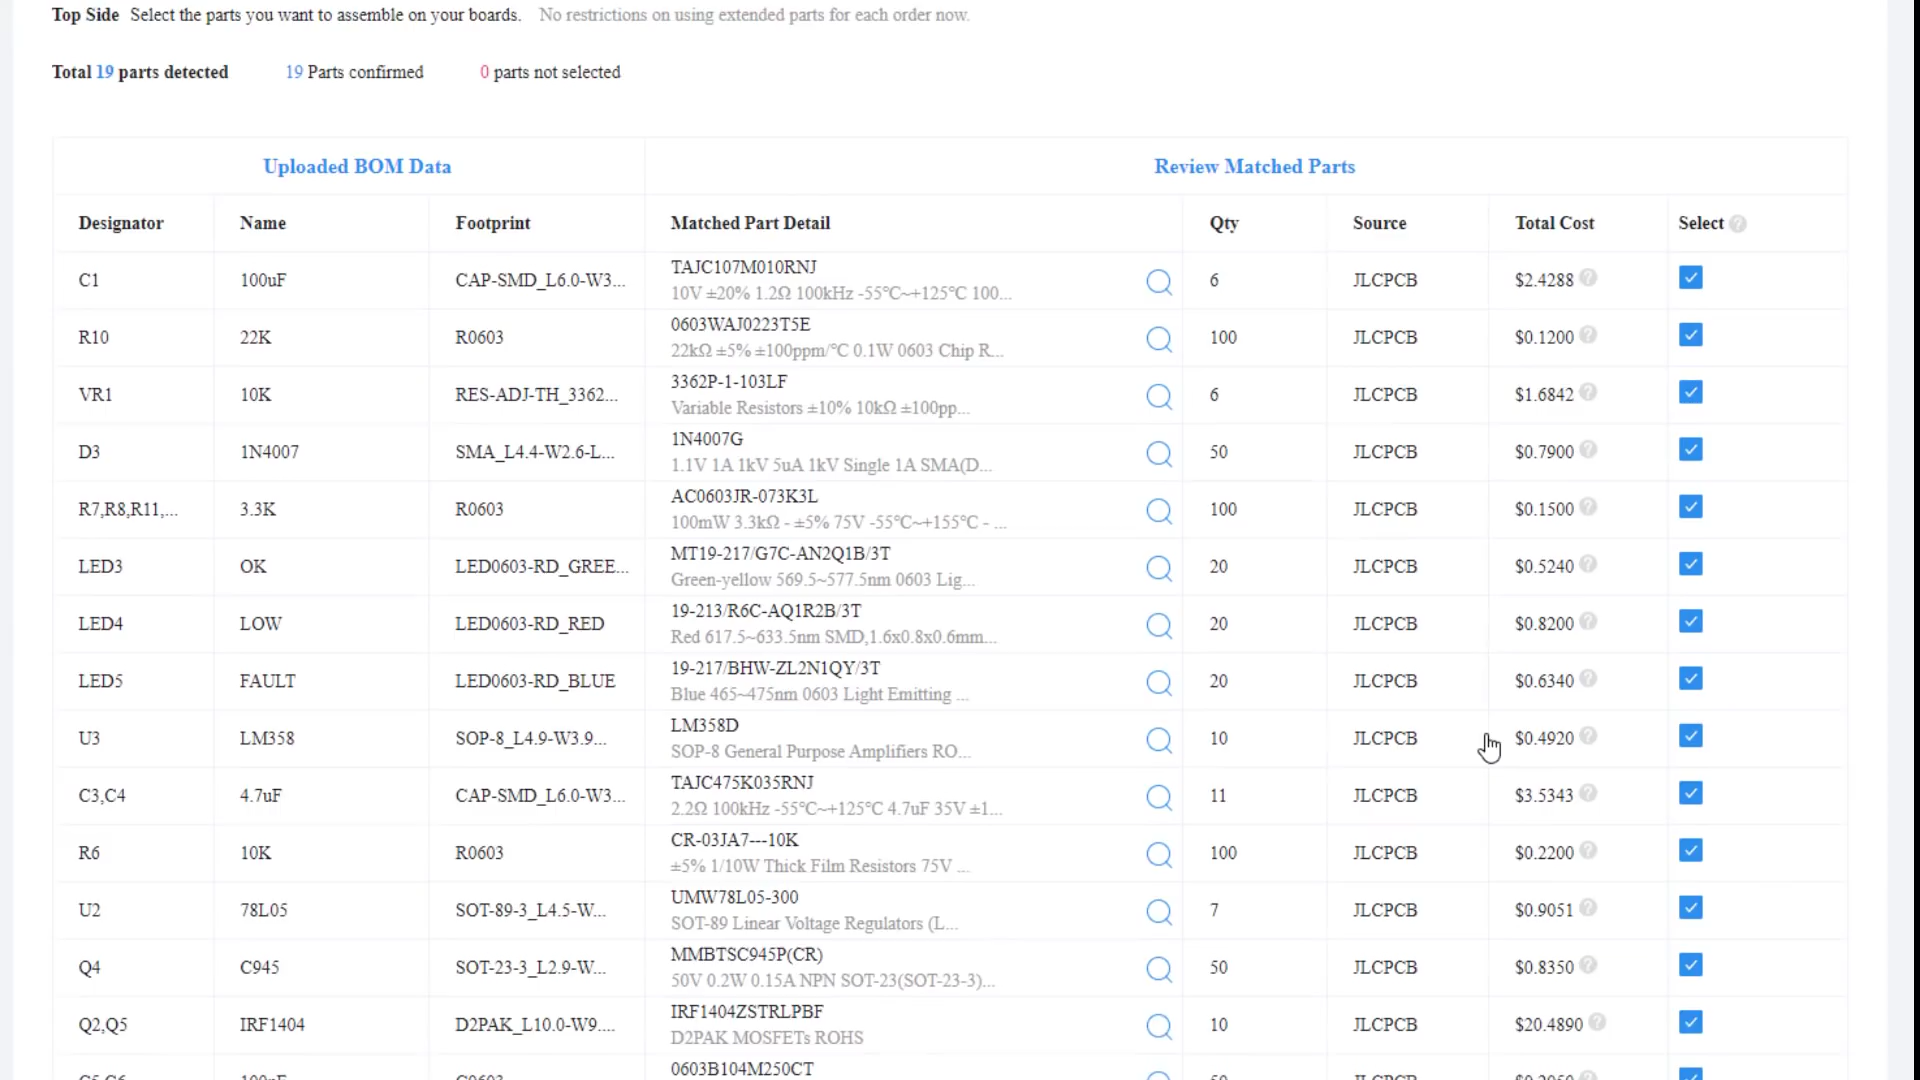 Top Side Select the parts you want to assemble on your boards. No restrictions on using extended parts for each order now.
Total 19 parts detected 19 Parts confirmed 0 parts not selected
Uploaded BOM Data Review Matched Parts
Designator Name Footprint Matched Part Detail Qty Source Total Cost Select
C1 100uF CAP-SMD_L6.0-W3... TAJC107M010RNJ 6 JLCPCB $2.4288
10V ±20% 1.2Ω 100kHz -55℃~+125℃ 100...
R10 22K R0603 0603WAJ0223T5E 100 JLCPCB $0.1200
22kΩ ±5% ±100ppm/℃ 0.1W 0603 Chip R...
VR1 10K RES-ADJ-TH_3362... 3362P-1-103LF 6 JLCPCB $1.6842
Variable Resistors ±10% 10kΩ ±100pp...
D3 1N4007 SMA_L4.4-W2.6-L... 1N4007G 50 JLCPCB $0.7900
1.1V 1A 1kV 5uA 1kV Single 1A SMA(D...
R7,R8,R11,... 3.3K R0603 AC0603JR-073K3L 100 JLCPCB $0.1500
100mW 3.3kΩ - ±5% 75V -55℃~+155℃ - ...
LED3 OK LED0603-RD_GREE... MT19-217/G7C-AN2Q1B/3T 20 JLCPCB $0.5240
Green-yellow 569.5~577.5nm 0603 Lig...
LED4 LOW LED0603-RD_RED 19-213/R6C-AQ1R2B/3T 20 JLCPCB $0.8200
Red 617.5~633.5nm SMD,1.6x0.8x0.6mm...
LED5 FAULT LED0603-RD_BLUE 19-217/BHW-ZL2N1QY/3T 20 JLCPCB $0.6340
Blue 465~475nm 0603 Light Emitting ...
U3 LM358 SOP-8_L4.9-W3.9... LM358D 10 JLCPCB $0.4920
SOP-8 General Purpose Amplifiers RO...
C3,C4 4.7uF CAP-SMD_L6.0-W3... TAJC475K035RNJ 11 JLCPCB $3.5343
2.2Ω 100kHz -55℃~+125℃ 4.7uF 35V ±1...
R6 10K R0603 CR-03JA7---10K 100 JLCPCB $0.2200
±5% 1/10W Thick Film Resistors 75V ...
U2 78L05 SOT-89-3_L4.5-W... UMW78L05-300 7 JLCPCB $0.9051
SOT-89 Linear Voltage Regulators (L...
Q4 C945 SOT-23-3_L2.9-W... MMBTSC945P(CR) 50 JLCPCB $0.8350
50V 0.2W 0.15A NPN SOT-23(SOT-23-3)...
Q2,Q5 IRF1404 D2PAK_L10.0-W9.... IRF1404ZSTRLPBF 10 JLCPCB $20.4890
D2PAK MOSFETs ROHS
0603B104M250CT